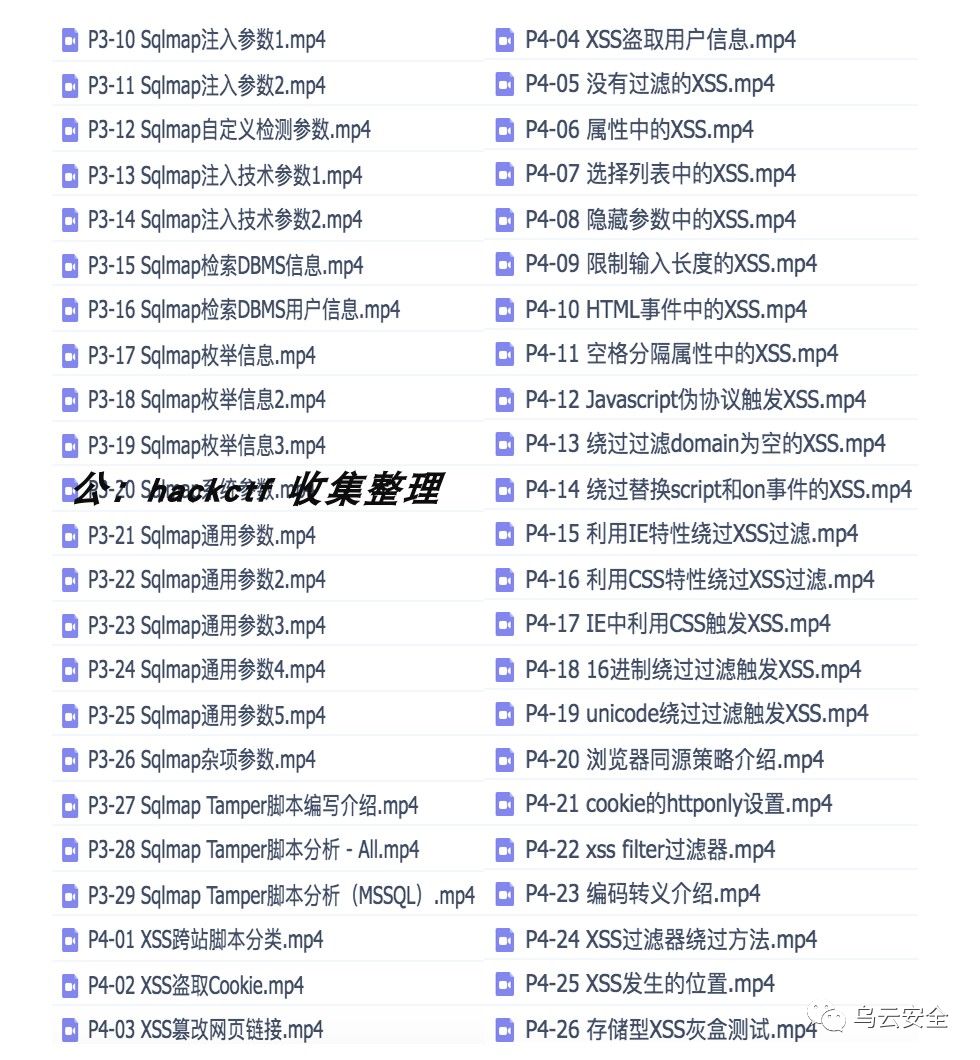 P3-10 Sqlmap注入参数1.mp4
P3-11 Sqlmap注入参数2.mp4
P3-12 Sqlmap自定义检测参数.mp4
P3-13 Sqlmap注入技术参数1.mp4
P3-14 Sqlmap注入技术参数2.mp4
P3-15 Sqlmap检索DBMS信息.mp4
P3-16 Sqlmap检索DBMS用户信息.mp4
P3-17 Sqlmap枚举信息.mp4
P3-18 Sqlmap枚举信息2.mp4
P3-19 Sqlmap枚举信息3.mp4
P3-20 Sqlmap系统参数.mp4
公：hackctf 收集整理
P3-21 Sqlmap通用参数.mp4
P3-22 Sqlmap通用参数2.mp4
P3-23 Sqlmap通用参数3.mp4
P3-24 Sqlmap通用参数4.mp4
P3-25 Sqlmap通用参数5.mp4
P3-26 Sqlmap杂项参数.mp4
P3-27 Sqlmap Tamper脚本编写介绍.mp4
P3-28 Sqlmap Tamper脚本分析 - All.mp4
P3-29 Sqlmap Tamper脚本分析（MSSQL）.mp4
P4-01 XSS跨站脚本分类.mp4
P4-02 XSS盗取Cookie.mp4
P4-03 XSS篡改网页链接.mp4
P4-04 XSS盗取用户信息.mp4
P4-05 没有过滤的XSS.mp4
P4-06 属性中的XSS.mp4
P4-07 选择列表中的XSS.mp4
P4-08 隐藏参数中的XSS.mp4
P4-09 限制输入长度的XSS.mp4
P4-10 HTML事件中的XSS.mp4
P4-11 空格分隔属性中的XSS.mp4
P4-12 Javascript伪协议触发XSS.mp4
P4-13 绕过过滤domain为空的XSS.mp4
P4-14 绕过替换script和on事件的XSS.mp4
P4-15 利用IE特性绕过XSS过滤.mp4
P4-16 利用CSS特性绕过XSS过滤.mp4
P4-17 IE中利用CSS触发XSS.mp4
P4-18 16进制绕过过滤触发XSS.mp4
P4-19 unicode绕过过滤触发XSS.mp4
P4-20 浏览器同源策略介绍.mp4
P4-21 cookie的httponly设置.mp4
P4-22 xss filter过滤器.mp4
P4-23 编码转义介绍.mp4
P4-24 XSS过滤器绕过方法.mp4
P4-25 XSS发生的位置.mp4
P4-26 存储型XSS灰盒测试.mp4
乌云安全